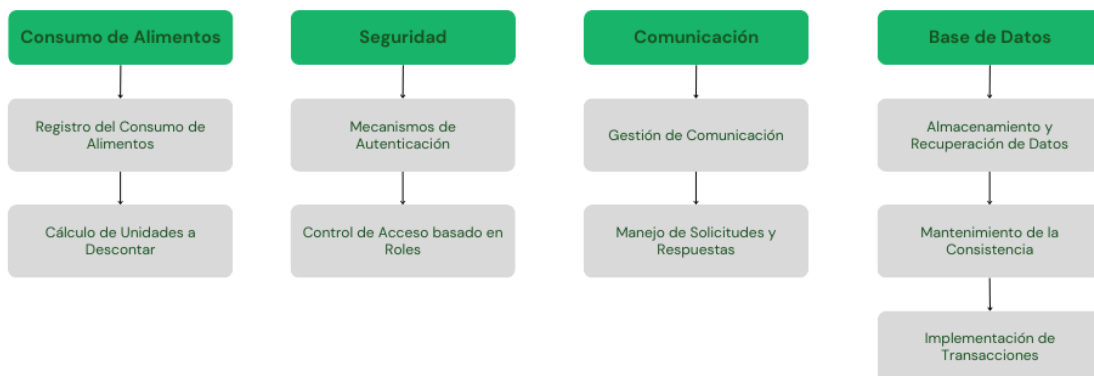 Consumo de Alimentos
Seguridad
Comunicación
Base de Datos
Registro del Consumo de
Alimentos
Mecanismos de
Autenticación
Gestión de Comunicación
Almacenamiento y
Recuperación de Datos
Cálculo de Unidades a
Descontar
Control de Acceso basado en
Roles
Manejo de Solicitudes y
Respuestas
Mantenimiento de la
Consistencia
Implementación de
Transacciones